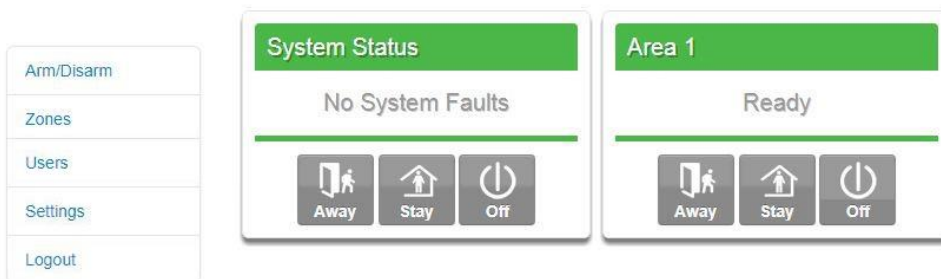 Arm/Disarm
Zones
Users
Settings
Logout
System Status
No System Faults
Away Stay Off
Area 1
Ready
Away Stay Off